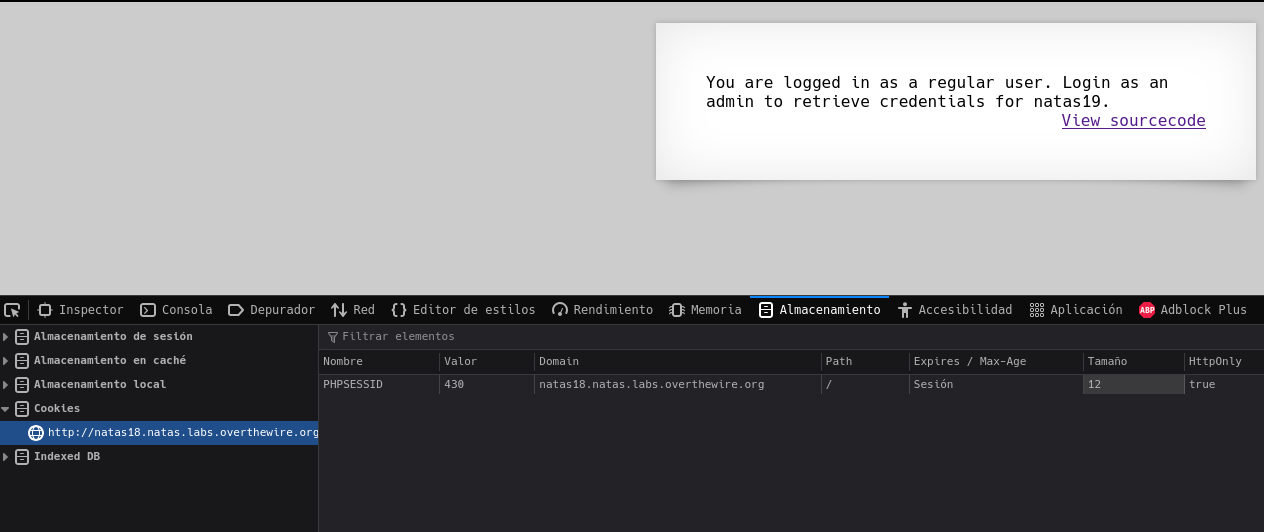 You are logged in as a regular user. Login as an
admin to retrieve credentials for natas19.
View sourcecode
Inspector Consola Depurador Red Editor de estilos Rendimiento Memoria Almacenamiento Accesibilidad Aplicación ABP Adblock Plus
Almacenamiento de sesión
Almacenamiento en caché
Almacenamiento local
Cookies
http://natas18.natas.labs.overthewire.org
Indexed DB
Filtrar elementos
Nombre Valor Domain Path Expires / Max-Age Tamaño HttpOnly
PHPSESSID 430 natas18.natas.labs.overthewire.org / Sesión 12 true